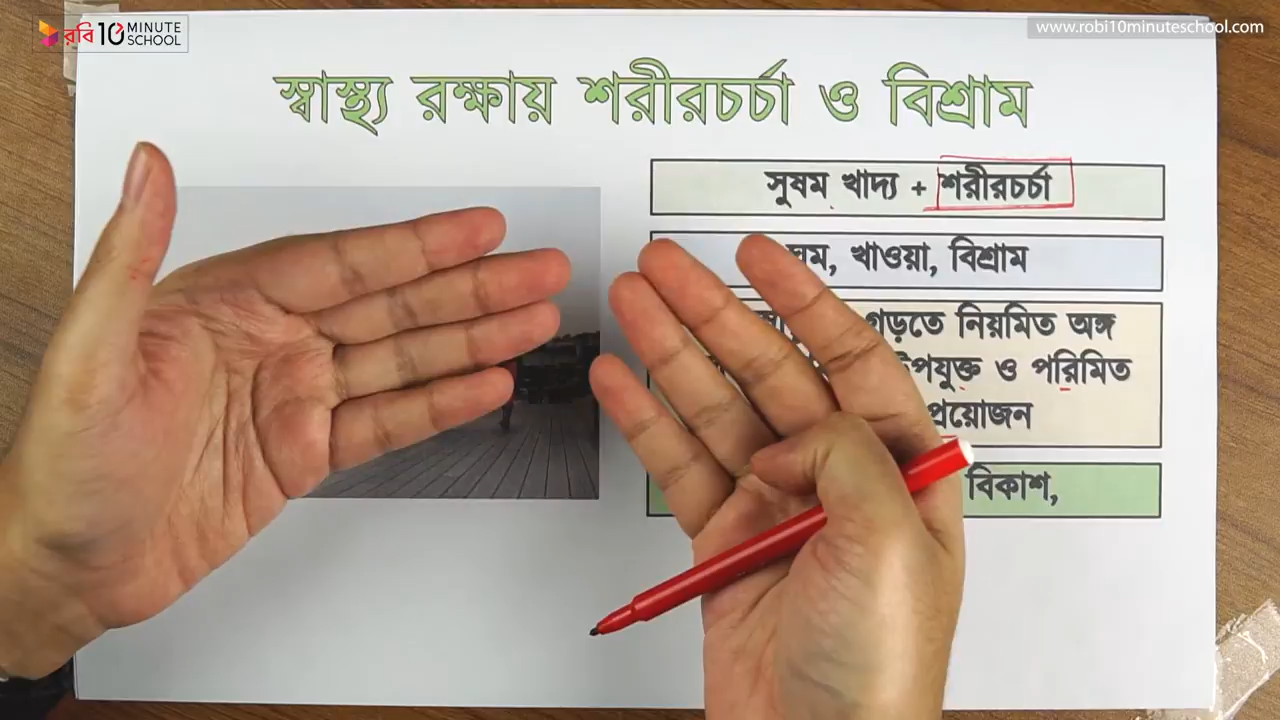 রবি 10 MINUTE SCHOOL
www.robi10minuteschool.com
স্বাস্থ্য রক্ষায় শরীরচর্চা ও বিশ্রাম
সুষম খাদ্য + শরীরচর্চা
খাওয়া, বিশ্রাম
গড়তে নিয়মিত অঙ্গ
ও পরিমিত
প্রয়োজন
বিকাশ,